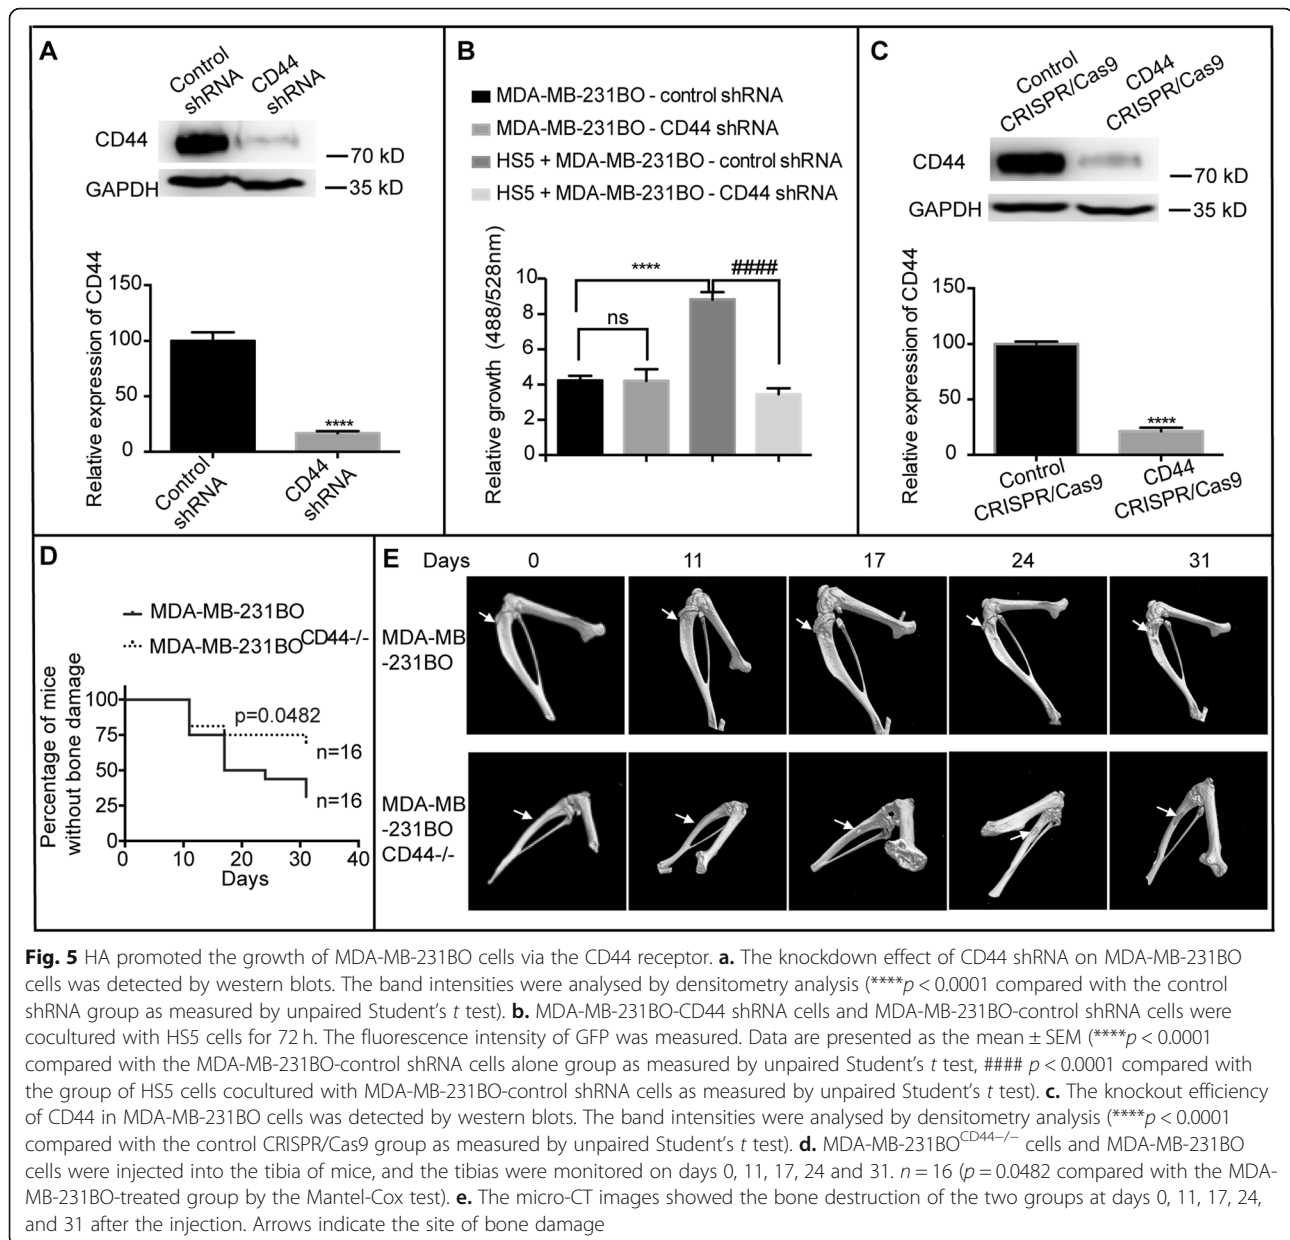 A
Control
shRNA
CD44
shRNA
CD44
GAPDH
70 kD
35 kD
Relative expression of CD44
150
100
50
0
****
Control
shRNA
CD44
shRNA
B
MDA-MB-231BO - control shRNA
MDA-MB-231BO - CD44 shRNA
HS5 + MDA-MB-231BO - control shRNA
HS5 + MDA-MB-231BO - CD44 shRNA
Relative growth (488/528nm)
10
8
6
4
2
0
ns
****
####
C
Control
CRISPR/Cas9
CD44
CRISPR/Cas9
CD44
GAPDH
70 kD
35 kD
Relative expression of CD44
150
100
50
0
****
Control
CRISPR/Cas9
CD44
CRISPR/Cas9
D
MDA-MB-231BO
MDA-MB-231BO CD44-/-
Percentage of mice
without bone damage
100
75
50
25
0
p=0.0482
n=16
n=16
0 10 20 30 40
Days
E
Days 0 11 17 24 31
MDA-MB
-231BO
MDA-MB
-231BO
CD44-/-
Fig. 5 HA promoted the growth of MDA-MB-231BO cells via the CD44 receptor. a. The knockdown effect of CD44 shRNA on MDA-MB-231BO
cells was detected by western blots. The band intensities were analysed by densitometry analysis (****p < 0.0001 compared with the control
shRNA group as measured by unpaired Student's t test). b. MDA-MB-231BO-CD44 shRNA cells and MDA-MB-231BO-control shRNA cells were
cocultured with HS5 cells for 72 h. The fluorescence intensity of GFP was measured. Data are presented as the mean ± SEM (****p < 0.0001
compared with the MDA-MB-231BO-control shRNA cells alone group as measured by unpaired Student's t test, #### p < 0.0001 compared with
the group of HS5 cells cocultured with MDA-MB-231BO-control shRNA cells as measured by unpaired Student's t test). c. The knockout efficiency
of CD44 in MDA-MB-231BO cells was detected by western blots. The band intensities were analysed by densitometry analysis (****p < 0.0001
compared with the control CRISPR/Cas9 group as measured by unpaired Student's t test). d. MDA-MB-231BO CD44−/− cells and MDA-MB-231BO
cells were injected into the tibia of mice, and the tibias were monitored on days 0, 11, 17, 24 and 31. n = 16 (p = 0.0482 compared with the MDA-
MB-231BO-treated group by the Mantel-Cox test). e. The micro-CT images showed the bone destruction of the two groups at days 0, 11, 17, 24,
and 31 after the injection. Arrows indicate the site of bone damage